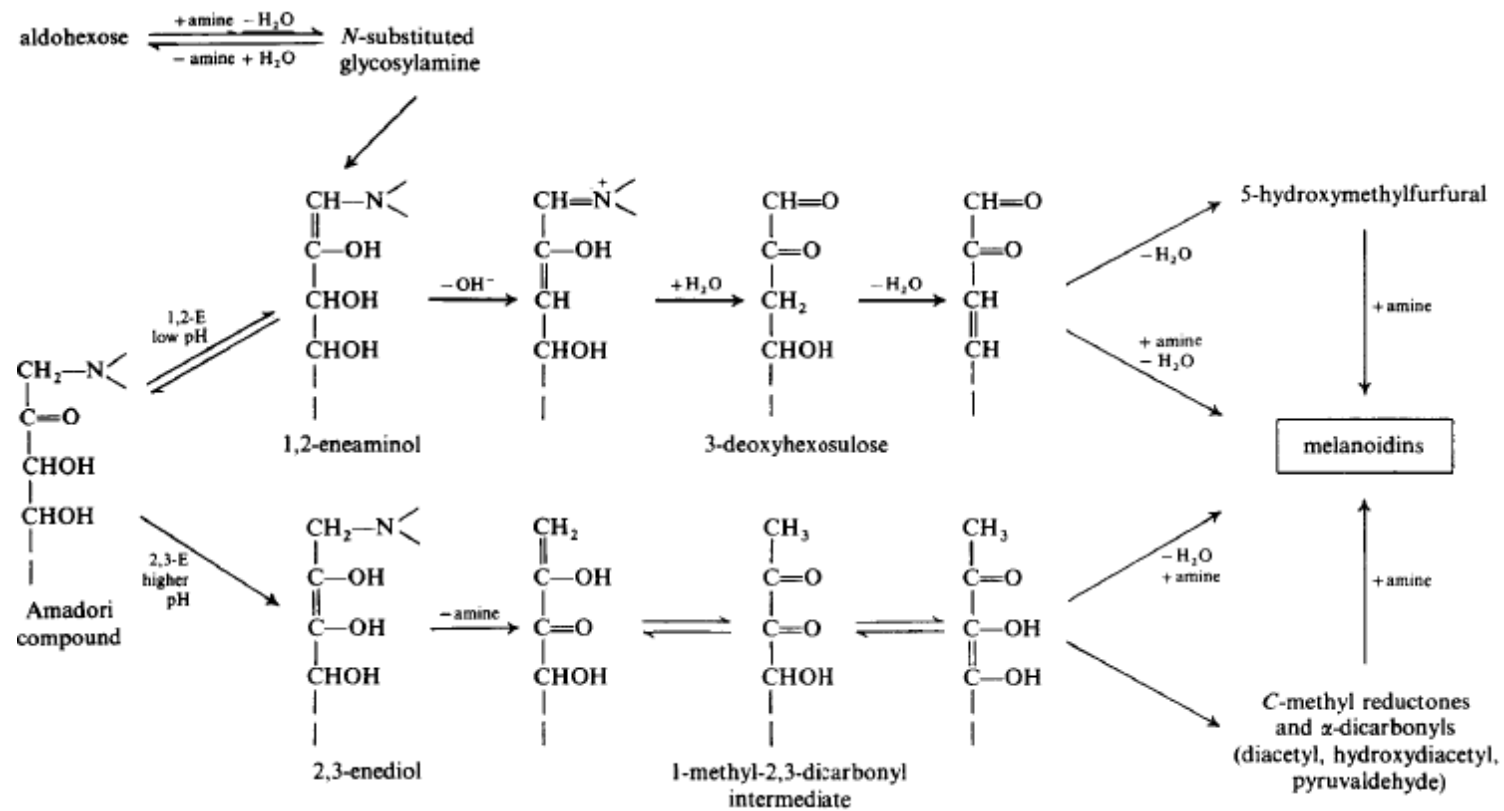 aldohexose
+amine −H₂O
− amine + H₂O
N-substituted
glycosylamine
CH—N
C—OH
CHOH
CHOH
1,2-eneaminol
−OH⁻
CH=N⁺
C—OH
CH
CHOH
+H₂O
CH=O
C=O
CH₂
CHOH
3-deoxyhexosulose
−H₂O
CH=O
C=O
CH
CH
−H₂O
5-hydroxymethylfurfural
+ amine
+ amine
− H₂O
melanoidins
1,2-E
low pH
CH₂—N
C=O
CHOH
CHOH
Amadori
compound
2,3-E
higher
pH
CH₂—N
C—OH
C—OH
CHOH
2,3-enediol
−amine
CH₂
C—OH
C=O
CHOH
CH₃
C=O
C=O
CHOH
1-methyl-2,3-dicarbonyl
intermediate
CH₃
C=O
C—OH
C—OH
−H₂O
+ amine
+ amine
C-methyl reductones
and α-dicarbonyls
(diacetyl, hydroxydiacetyl,
pyruvaldehyde)